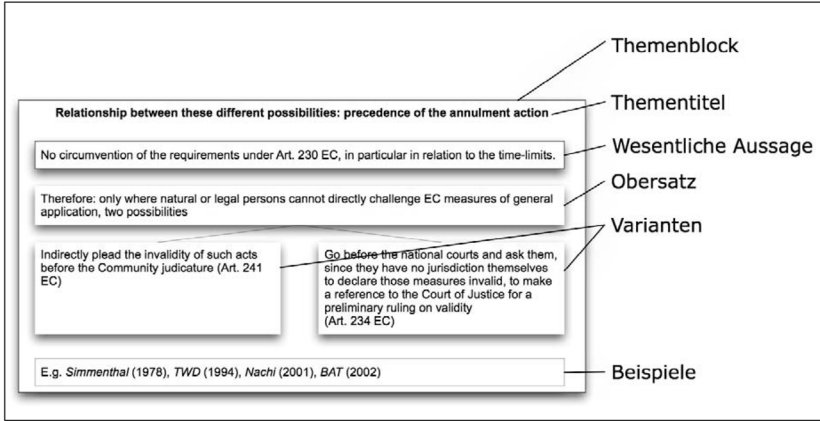 Themenblock
Relationship between these different possibilities: precedence of the annulment action
Thementitel
No circumvention of the requirements under Art. 230 EC, in particular in relation to the time-limits.
Wesentliche Aussage
Therefore: only where natural or legal persons cannot directly challenge EC measures of general
application, two possibilities
Obersatz
Varianten
Indirectly plead the invalidity of such acts
before the Community judicature (Art. 241
EC)
Go before the national courts and ask them,
since they have no jurisdiction themselves
to declare those measures invalid, to make
a reference to the Court of Justice for a
preliminary ruling on validity
(Art. 234 EC)
E.g. Simmenthal (1978), TWD (1994), Nachi (2001), BAT (2002)
Beispiele